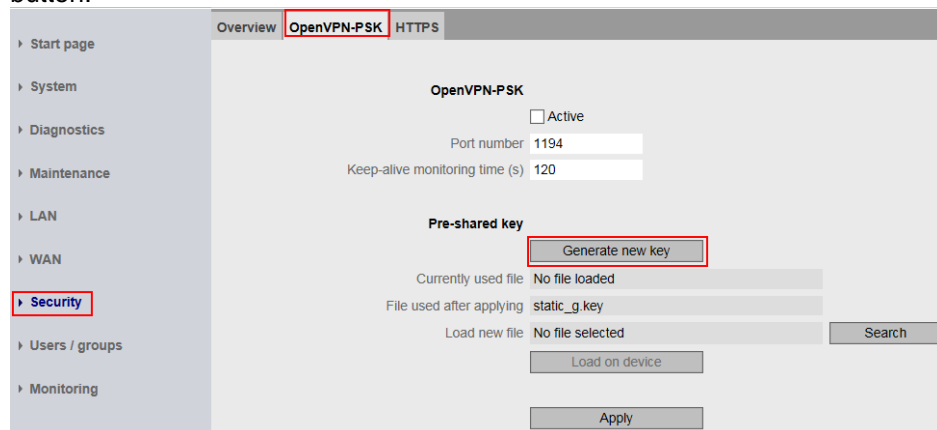 button.
Overview OpenVPN-PSK HTTPS
Start page
System
Diagnostics
Maintenance
LAN
WAN
Security
Users / groups
Monitoring
OpenVPN-PSK
Active
Port number 1194
Keep-alive monitoring time (s) 120
Pre-shared key
Generate new key
Currently used file No file loaded
File used after applying static_g.key
Load new file No file selected Search
Load on device
Apply